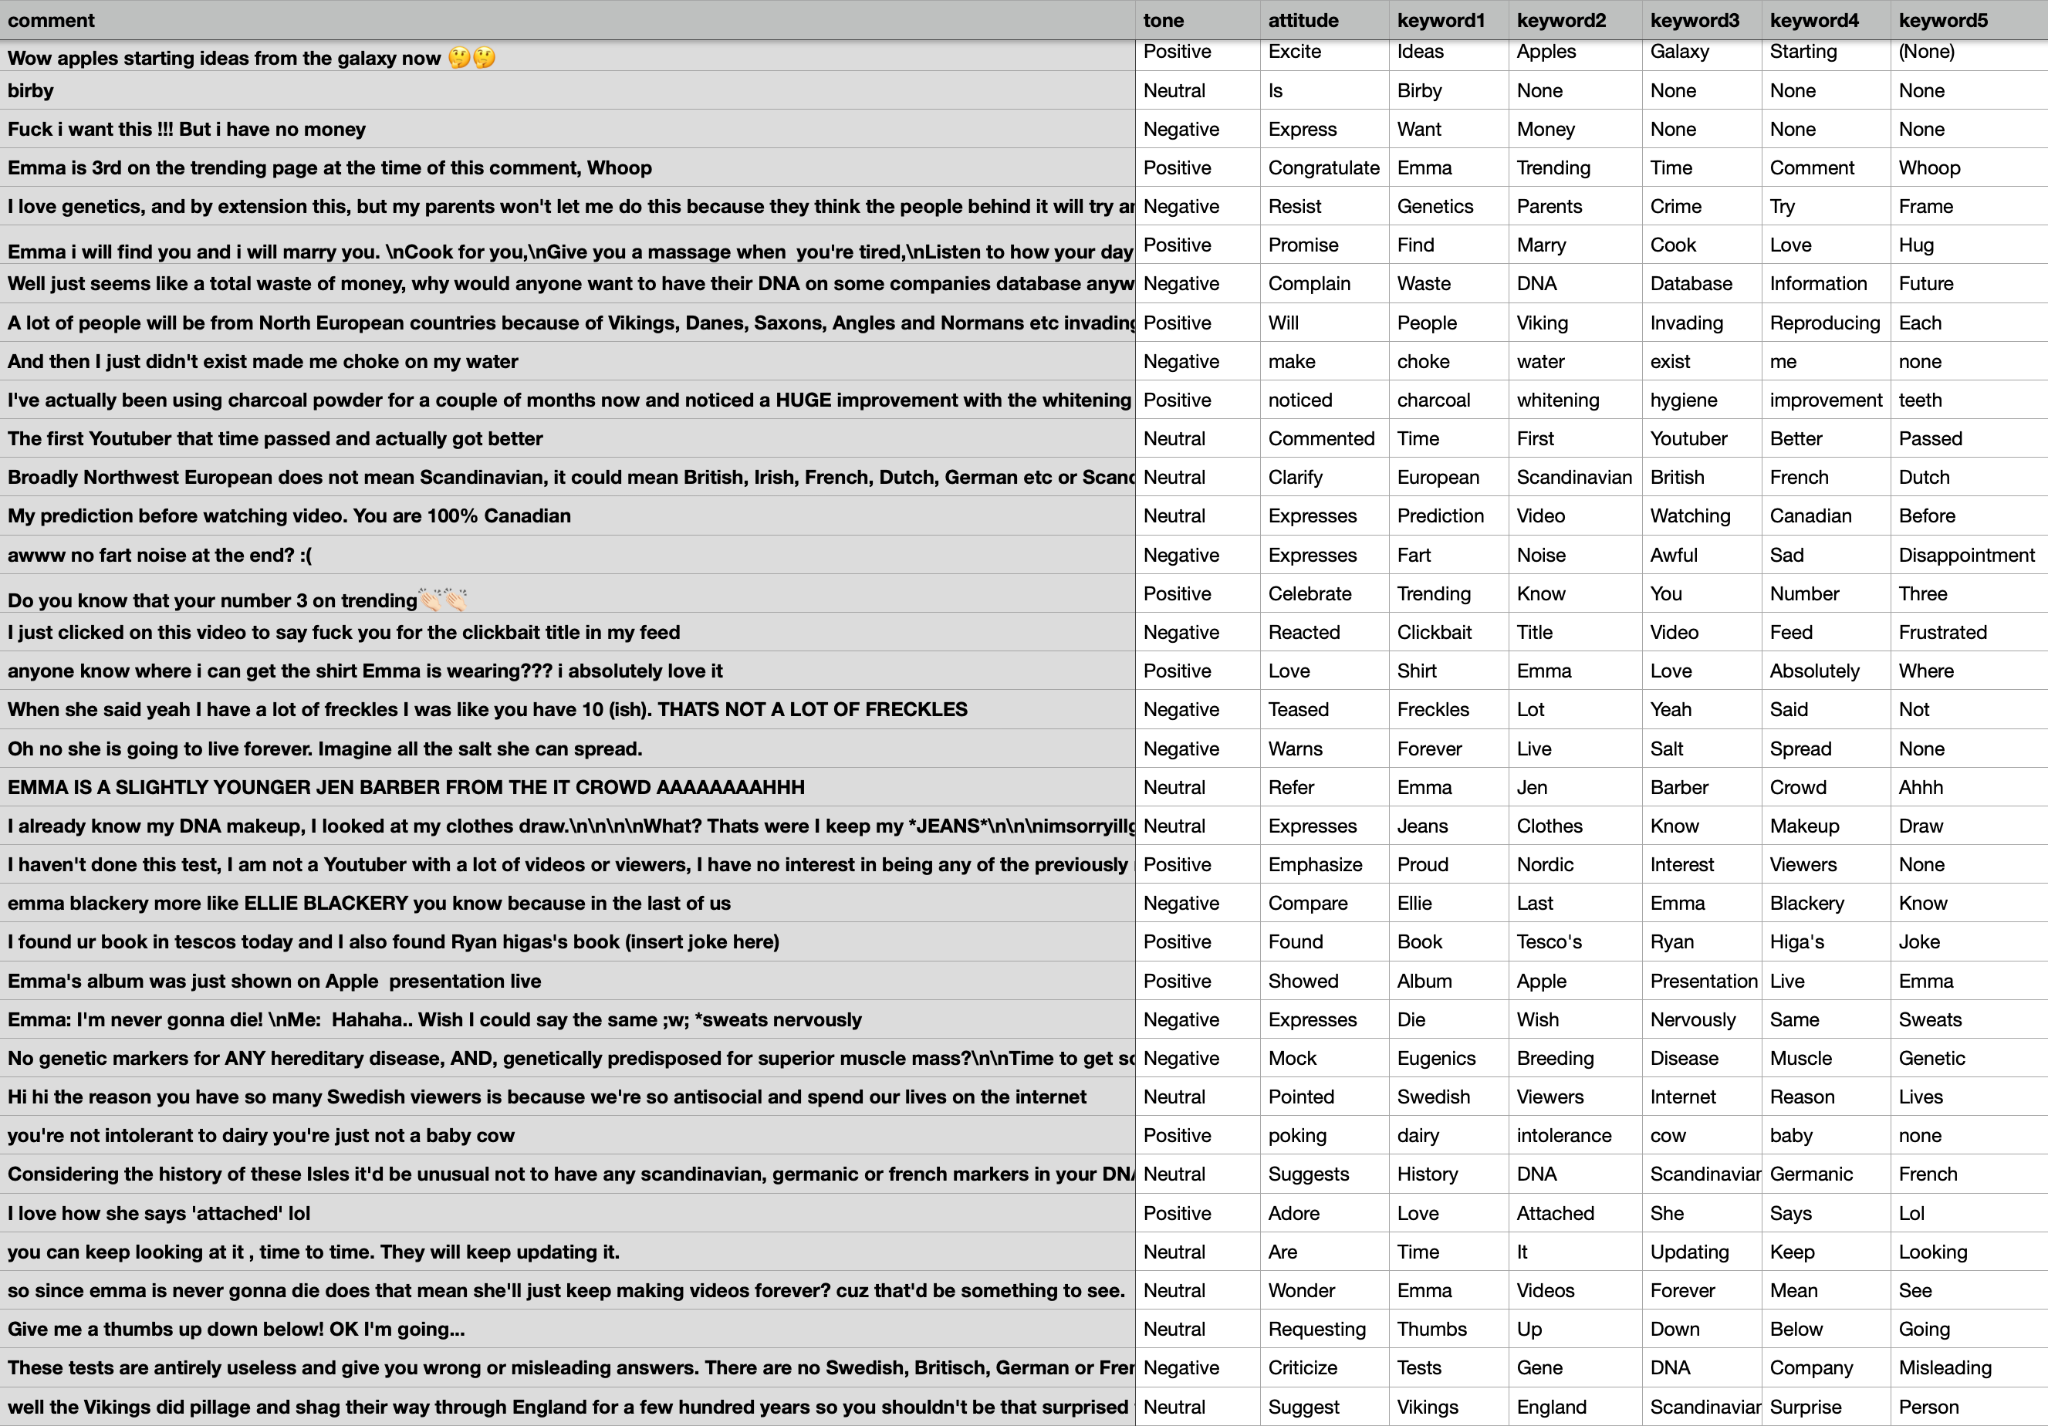 comment tone attitude keyword1 keyword2 keyword3 keyword4 keyword5
Wow apples starting ideas from the galaxy now 🤔🤔 Positive Excite Ideas Apples Galaxy Starting (None)
birby Neutral Is Birby None None None None
Fuck i want this !!! But i have no money Negative Express Want Money None None None
Emma is 3rd on the trending page at the time of this comment, Whoop Positive Congratulate Emma Trending Time Comment Whoop
I love genetics, and by extension this, but my parents won't let me do this because they think the people behind it will try ar Negative Resist Genetics Parents Crime Try Frame
Emma i will find you and i will marry you. \nCook for you,\nGive you a massage when  you're tired,\nListen to how your day Positive Promise Find Marry Cook Love Hug
Well just seems like a total waste of money, why would anyone want to have their DNA on some companies database anyw Negative Complain Waste DNA Database Information Future
A lot of people will be from North European countries because of Vikings, Danes, Saxons, Angles and Normans etc invading Positive Will People Viking Invading Reproducing Each
And then I just didn't exist made me choke on my water Negative make choke water exist me none
I've actually been using charcoal powder for a couple of months now and noticed a HUGE improvement with the whitening Positive noticed charcoal whitening hygiene improvement teeth
The first Youtuber that time passed and actually got better Neutral Commented Time First Youtuber Better Passed
Broadly Northwest European does not mean Scandinavian, it could mean British, Irish, French, Dutch, German etc or Scand Neutral Clarify European Scandinavian British French Dutch
My prediction before watching video. You are 100% Canadian Neutral Expresses Prediction Video Watching Canadian Before
awww no fart noise at the end? :( Negative Expresses Fart Noise Awful Sad Disappointment
Do you know that your number 3 on trending👏🏻👏🏻 Positive Celebrate Trending Know You Number Three
I just clicked on this video to say fuck you for the clickbait title in my feed Negative Reacted Clickbait Title Video Feed Frustrated
anyone know where i can get the shirt Emma is wearing??? i absolutely love it Positive Love Shirt Emma Love Absolutely Where
When she said yeah I have a lot of freckles I was like you have 10 (ish). THATS NOT A LOT OF FRECKLES Negative Teased Freckles Lot Yeah Said Not
Oh no she is going to live forever. Imagine all the salt she can spread. Negative Warns Forever Live Salt Spread None
EMMA IS A SLIGHTLY YOUNGER JEN BARBER FROM THE IT CROWD AAAAAAAAHHH Neutral Refer Emma Jen Barber Crowd Ahhh
I already know my DNA makeup, I looked at my clothes draw.\n\n\n\nWhat? Thats were I keep my *JEANS*\n\n\nimsorryillg Neutral Expresses Jeans Clothes Know Makeup Draw
I haven't done this test, I am not a Youtuber with a lot of videos or viewers, I have no interest in being any of the previously Positive Emphasize Proud Nordic Interest Viewers None
emma blackery more like ELLIE BLACKERY you know because in the last of us Negative Compare Ellie Last Emma Blackery Know
I found ur book in tescos today and I also found Ryan higas's book (insert joke here) Positive Found Book Tesco's Ryan Higa's Joke
Emma's album was just shown on Apple  presentation live Positive Showed Album Apple Presentation Live Emma
Emma: I'm never gonna die! \nMe:  Hahaha.. Wish I could say the same ;w; *sweats nervously Negative Expresses Die Wish Nervously Same Sweats
No genetic markers for ANY hereditary disease, AND, genetically predisposed for superior muscle mass?\n\nTime to get sc Negative Mock Eugenics Breeding Disease Muscle Genetic
Hi hi the reason you have so many Swedish viewers is because we're so antisocial and spend our lives on the internet Neutral Pointed Swedish Viewers Internet Reason Lives
you're not intolerant to dairy you're just not a baby cow Positive poking dairy intolerance cow baby none
Considering the history of these Isles it'd be unusual not to have any scandinavian, germanic or french markers in your DNA Neutral Suggests History DNA Scandinavian Germanic French
I love how she says 'attached' lol Positive Adore Love Attached She Says Lol
you can keep looking at it , time to time. They will keep updating it. Neutral Are Time It Updating Keep Looking
so since emma is never gonna die does that mean she'll just keep making videos forever? cuz that'd be something to see. Neutral Wonder Emma Videos Forever Mean See
Give me a thumbs up down below! OK I'm going... Neutral Requesting Thumbs Up Down Below Going
These tests are entirely useless and give you wrong or misleading answers. There are no Swedish, Britisch, German or Fren Negative Criticize Tests Gene DNA Company Misleading
well the Vikings did pillage and shag their way through England for a few hundred years so you shouldn't be that surprised Neutral Suggest Vikings England Scandinavian Surprise Person